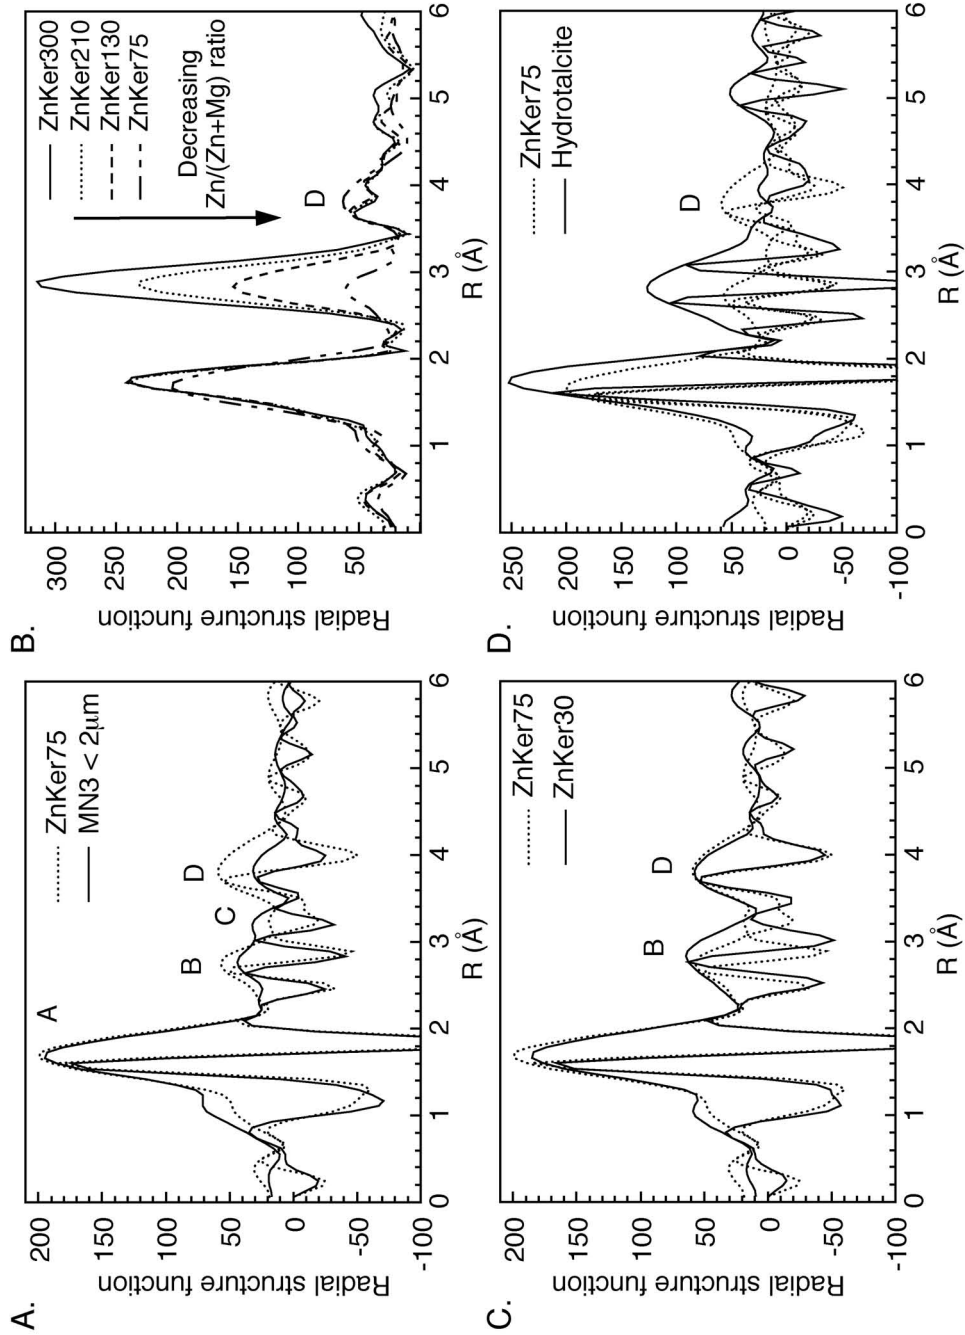 A.
ZnKer75
MN3 < 2μm
A
B
C
D
200
150
100
50
0
-50
-100
0 1 2 3 4 5 6
R (Å)
Radial structure function
B.
ZnKer300
ZnKer210
ZnKer130
ZnKer75
Decreasing
Zn/(Zn+Mg) ratio
D
300
250
200
150
100
50
0
1 2 3 4 5 6
R (Å)
Radial structure function
C.
ZnKer75
ZnKer30
B
D
200
150
100
50
0
-50
-100
0 1 2 3 4 5 6
R (Å)
Radial structure function
D.
ZnKer75
Hydrotalcite
D
250
200
150
100
50
0
-50
-100
0 1 2 3 4 5 6
R (Å)
Radial structure function